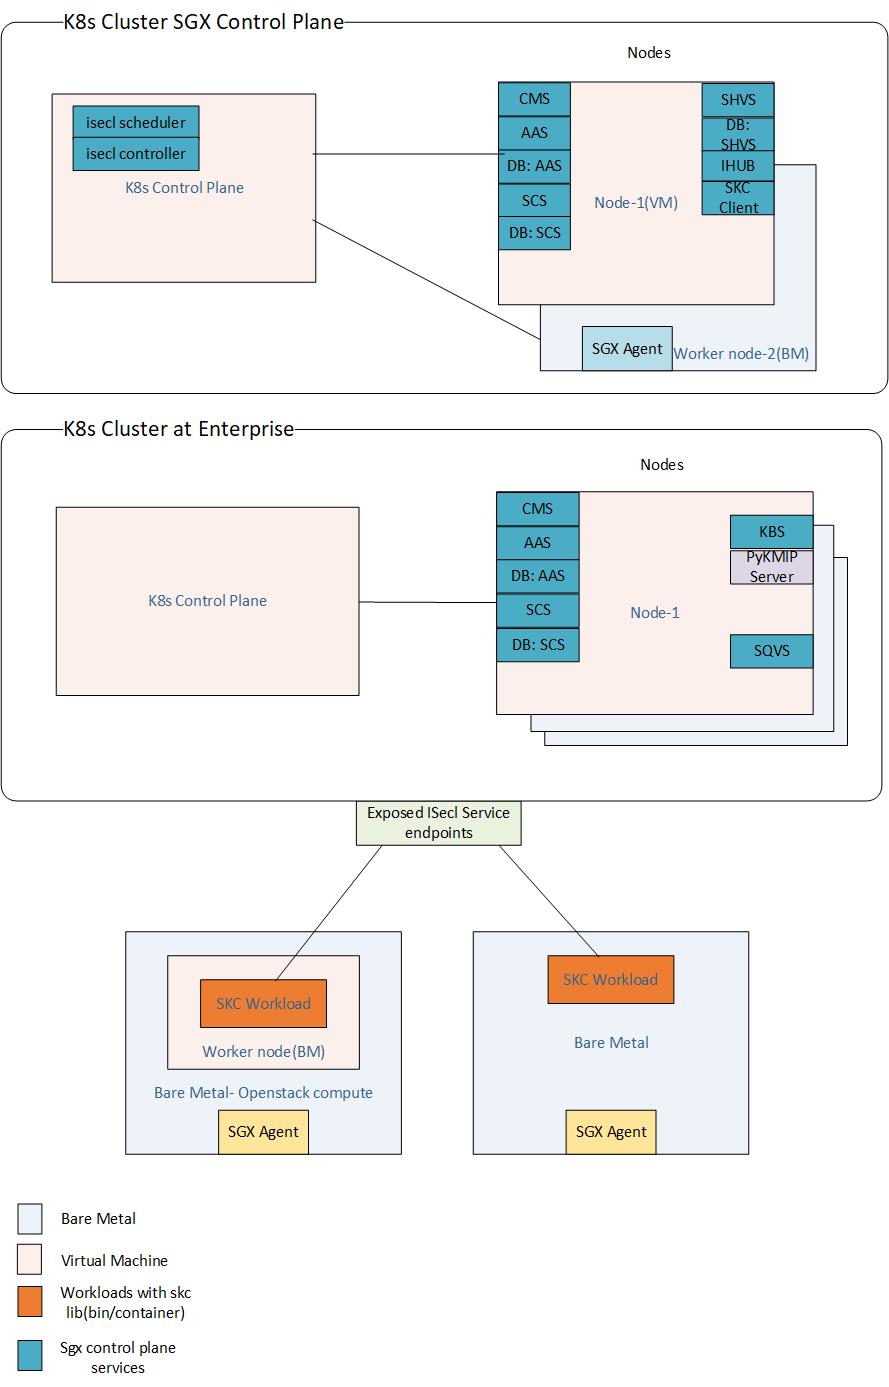 K8s Cluster SGX Control Plane
Nodes
isecl scheduler
isecl controller
K8s Control Plane
CMS
AAS
DB: AAS
SCS
DB: SCS
Node-1(VM)
SHVS
DB:
SHVS
IHUB
SKC
Client
SGX Agent
Worker node-2(BM)
K8s Cluster at Enterprise
Nodes
K8s Control Plane
CMS
AAS
DB: AAS
SCS
DB: SCS
Node-1
KBS
PyKMIP
Server
SQVS
Exposed ISecl Service
endpoints
SKC Workload
Worker node(BM)
Bare Metal- Openstack compute
SGX Agent
SKC Workload
Bare Metal
SGX Agent
Bare Metal
Virtual Machine
Workloads with skc
lib(bin/container)
Sgx control plane
services